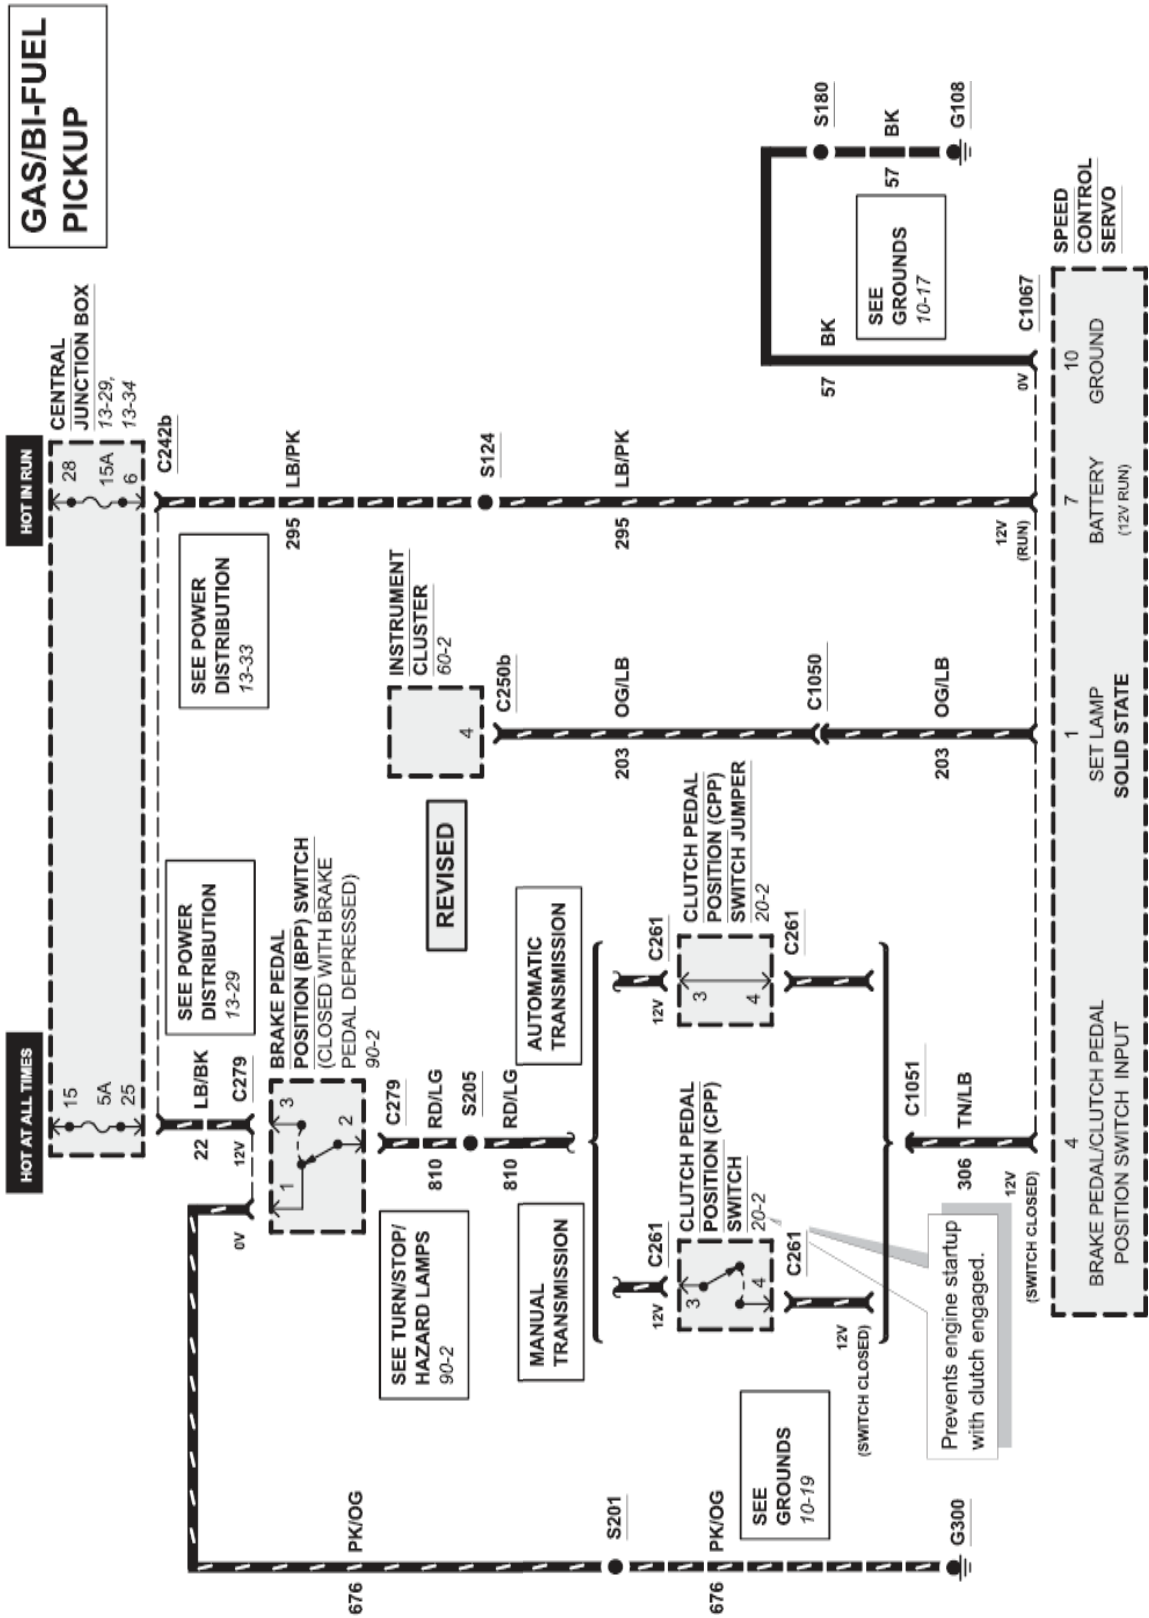 GAS/BI-FUEL
PICKUP
HOT AT ALL TIMES
HOT IN RUN
CENTRAL
JUNCTION BOX
13-29,
13-34
15
5A
25
28
15A
6
C242b
22
LB/BK
SEE POWER
DISTRIBUTION
13-29
SEE POWER
DISTRIBUTION
13-33
0V
12V
C279
BRAKE PEDAL
POSITION (BPP) SWITCH
(CLOSED WITH BRAKE
PEDAL DEPRESSED)
90-2
1
3
2
295
LB/PK
676
PK/OG
SEE TURN/STOP/
HAZARD LAMPS
90-2
C279
810
RD/LG
S205
810
RD/LG
REVISED
INSTRUMENT
CLUSTER
60-2
4
C250b
S124
MANUAL
TRANSMISSION
AUTOMATIC
TRANSMISSION
S201
12V
C261
12V
C261
203
OG/LB
295
LB/PK
3
4
CLUTCH PEDAL
POSITION (CPP)
SWITCH
20-2
3
4
CLUTCH PEDAL
POSITION (CPP)
SWITCH JUMPER
20-2
676
PK/OG
SEE
GROUNDS
10-19
C261
C261
12V
(SWITCH CLOSED)
C1050
57
BK
S180
SEE
GROUNDS
10-17
57
BK
G300
Prevents engine startup
with clutch engaged.
C1051
306
TN/LB
203
OG/LB
G108
12V
(SWITCH CLOSED)
12V
(RUN)
0V
C1067
SPEED
CONTROL
SERVO
4
1
7
10
BRAKE PEDAL/CLUTCH PEDAL
POSITION SWITCH INPUT
SET LAMP
SOLID STATE
BATTERY
(12V RUN)
GROUND